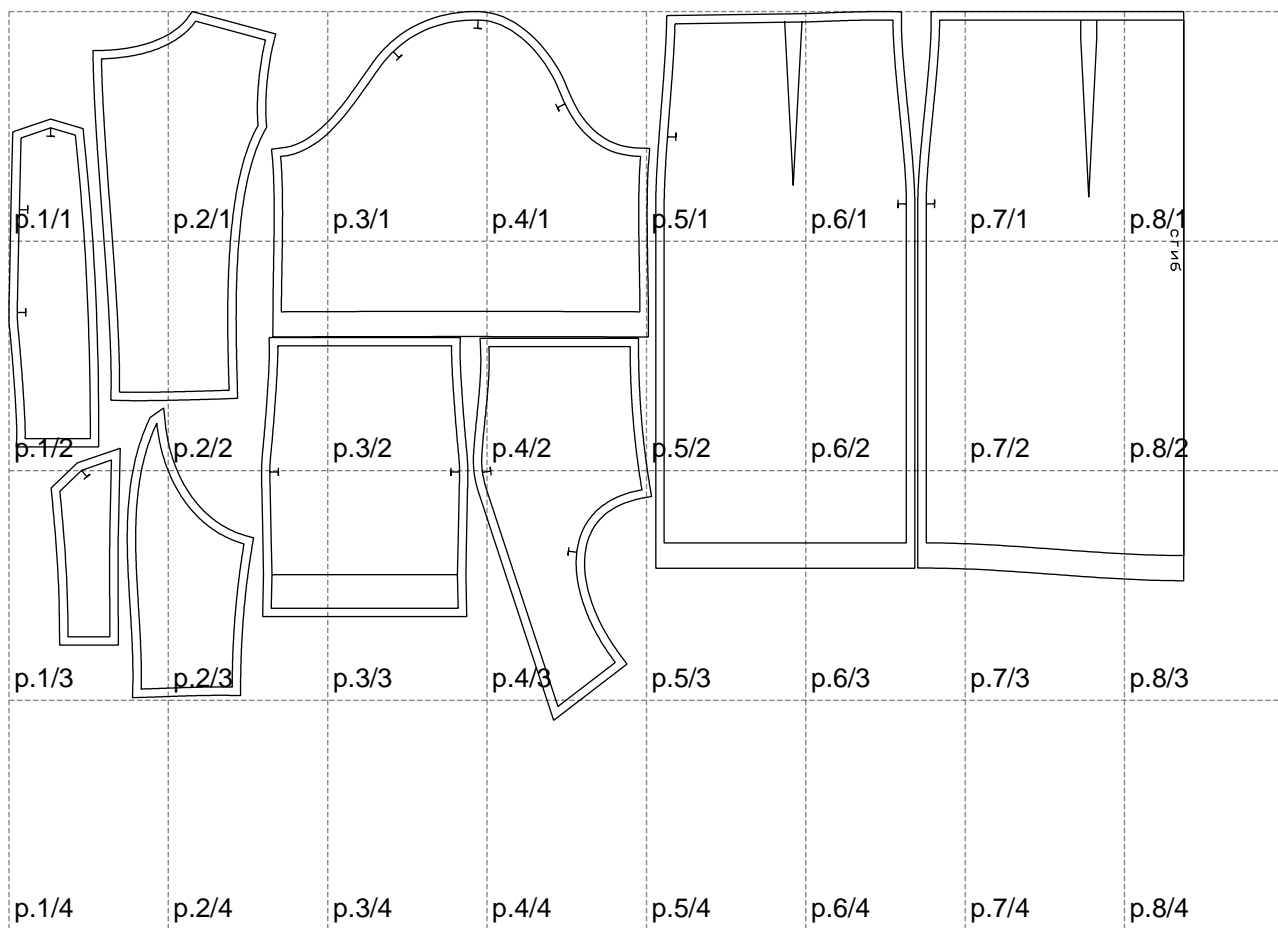 p.1/1 p.2/1 p.3/1 p.4/1 p.5/1 p.6/1 p.7/1 p.8/1
сгиб
p.1/2 p.2/2 p.3/2 p.4/2 p.5/2 p.6/2 p.7/2 p.8/2
p.1/3 p.2/3 p.3/3 p.4/3 p.5/3 p.6/3 p.7/3 p.8/3
p.1/4 p.2/4 p.3/4 p.4/4 p.5/4 p.6/4 p.7/4 p.8/4